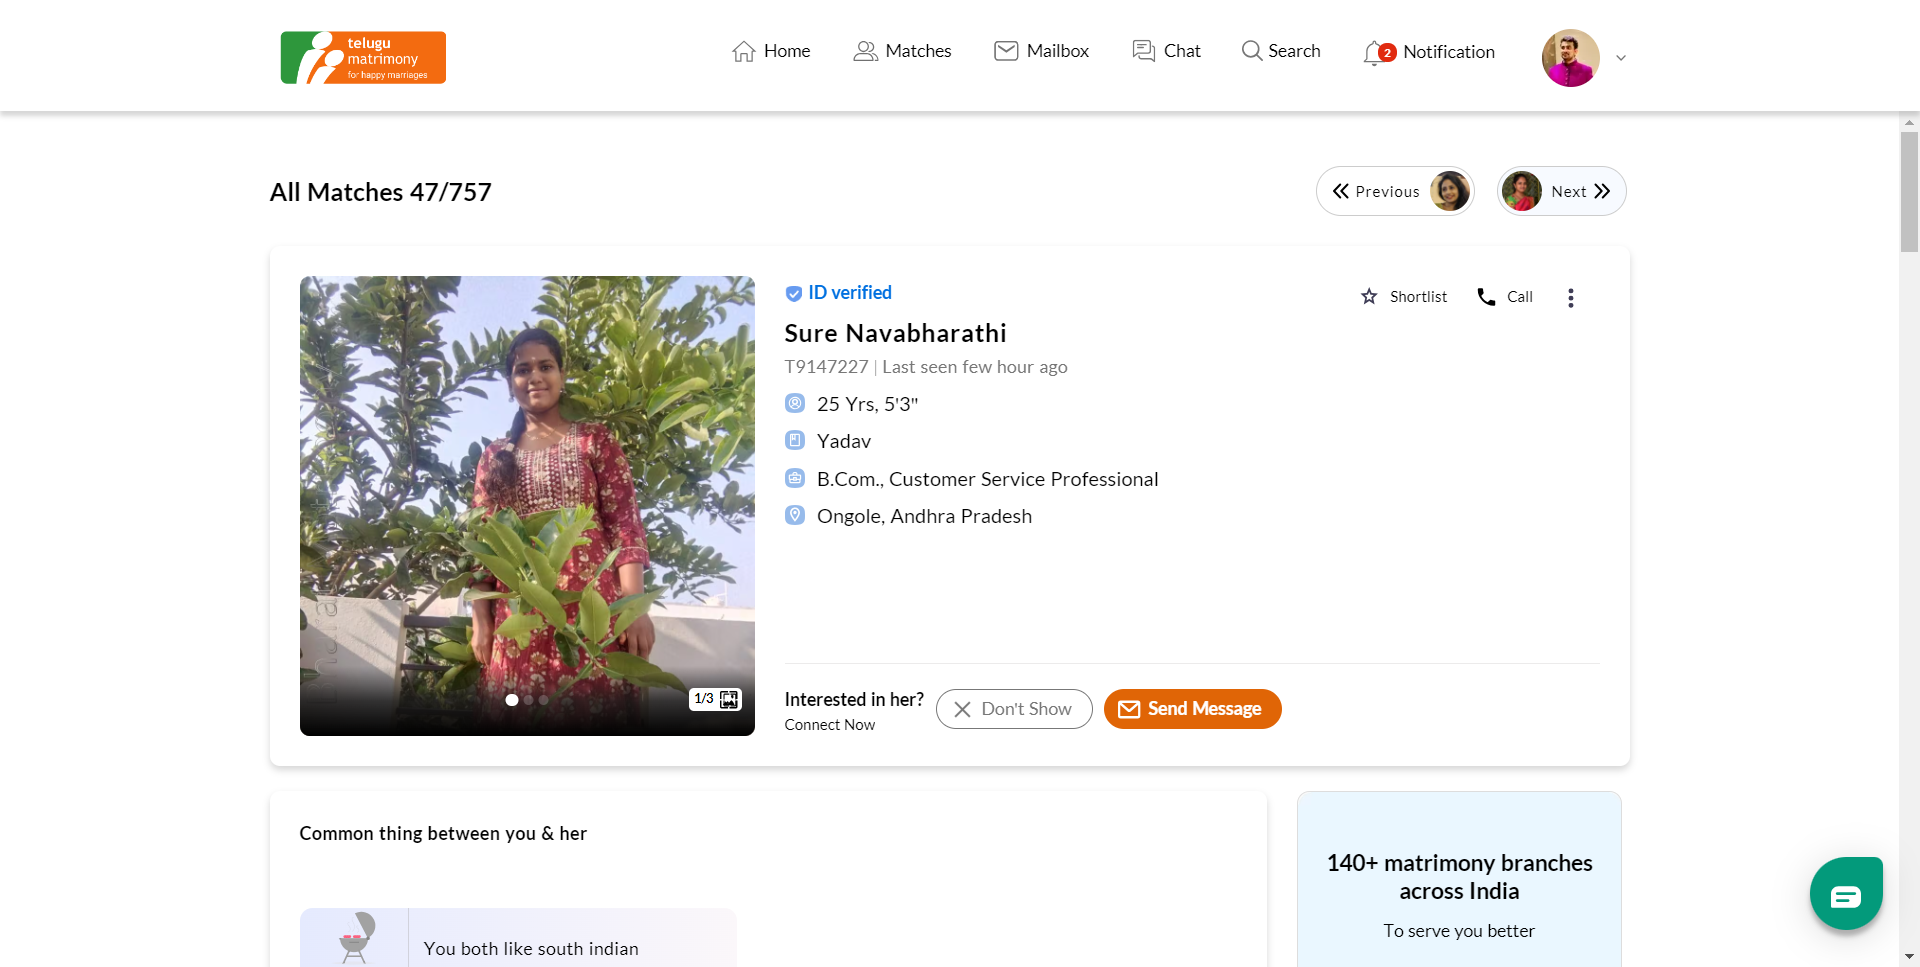 telugu
matrimony
for happy marriages
Home
Matches
Mailbox
Chat
Search
2
Notification
All Matches 47/757
Previous
Next
ID verified
Shortlist
Call
Sure Navabharathi
T9147227 | Last seen few hour ago
25 Yrs, 5'3"
Yadav
B.Com., Customer Service Professional
Ongole, Andhra Pradesh
1/3
Interested in her?
Connect Now
Don't Show
Send Message
Common thing between you & her
You both like south indian
140+ matrimony branches
across India
To serve you better